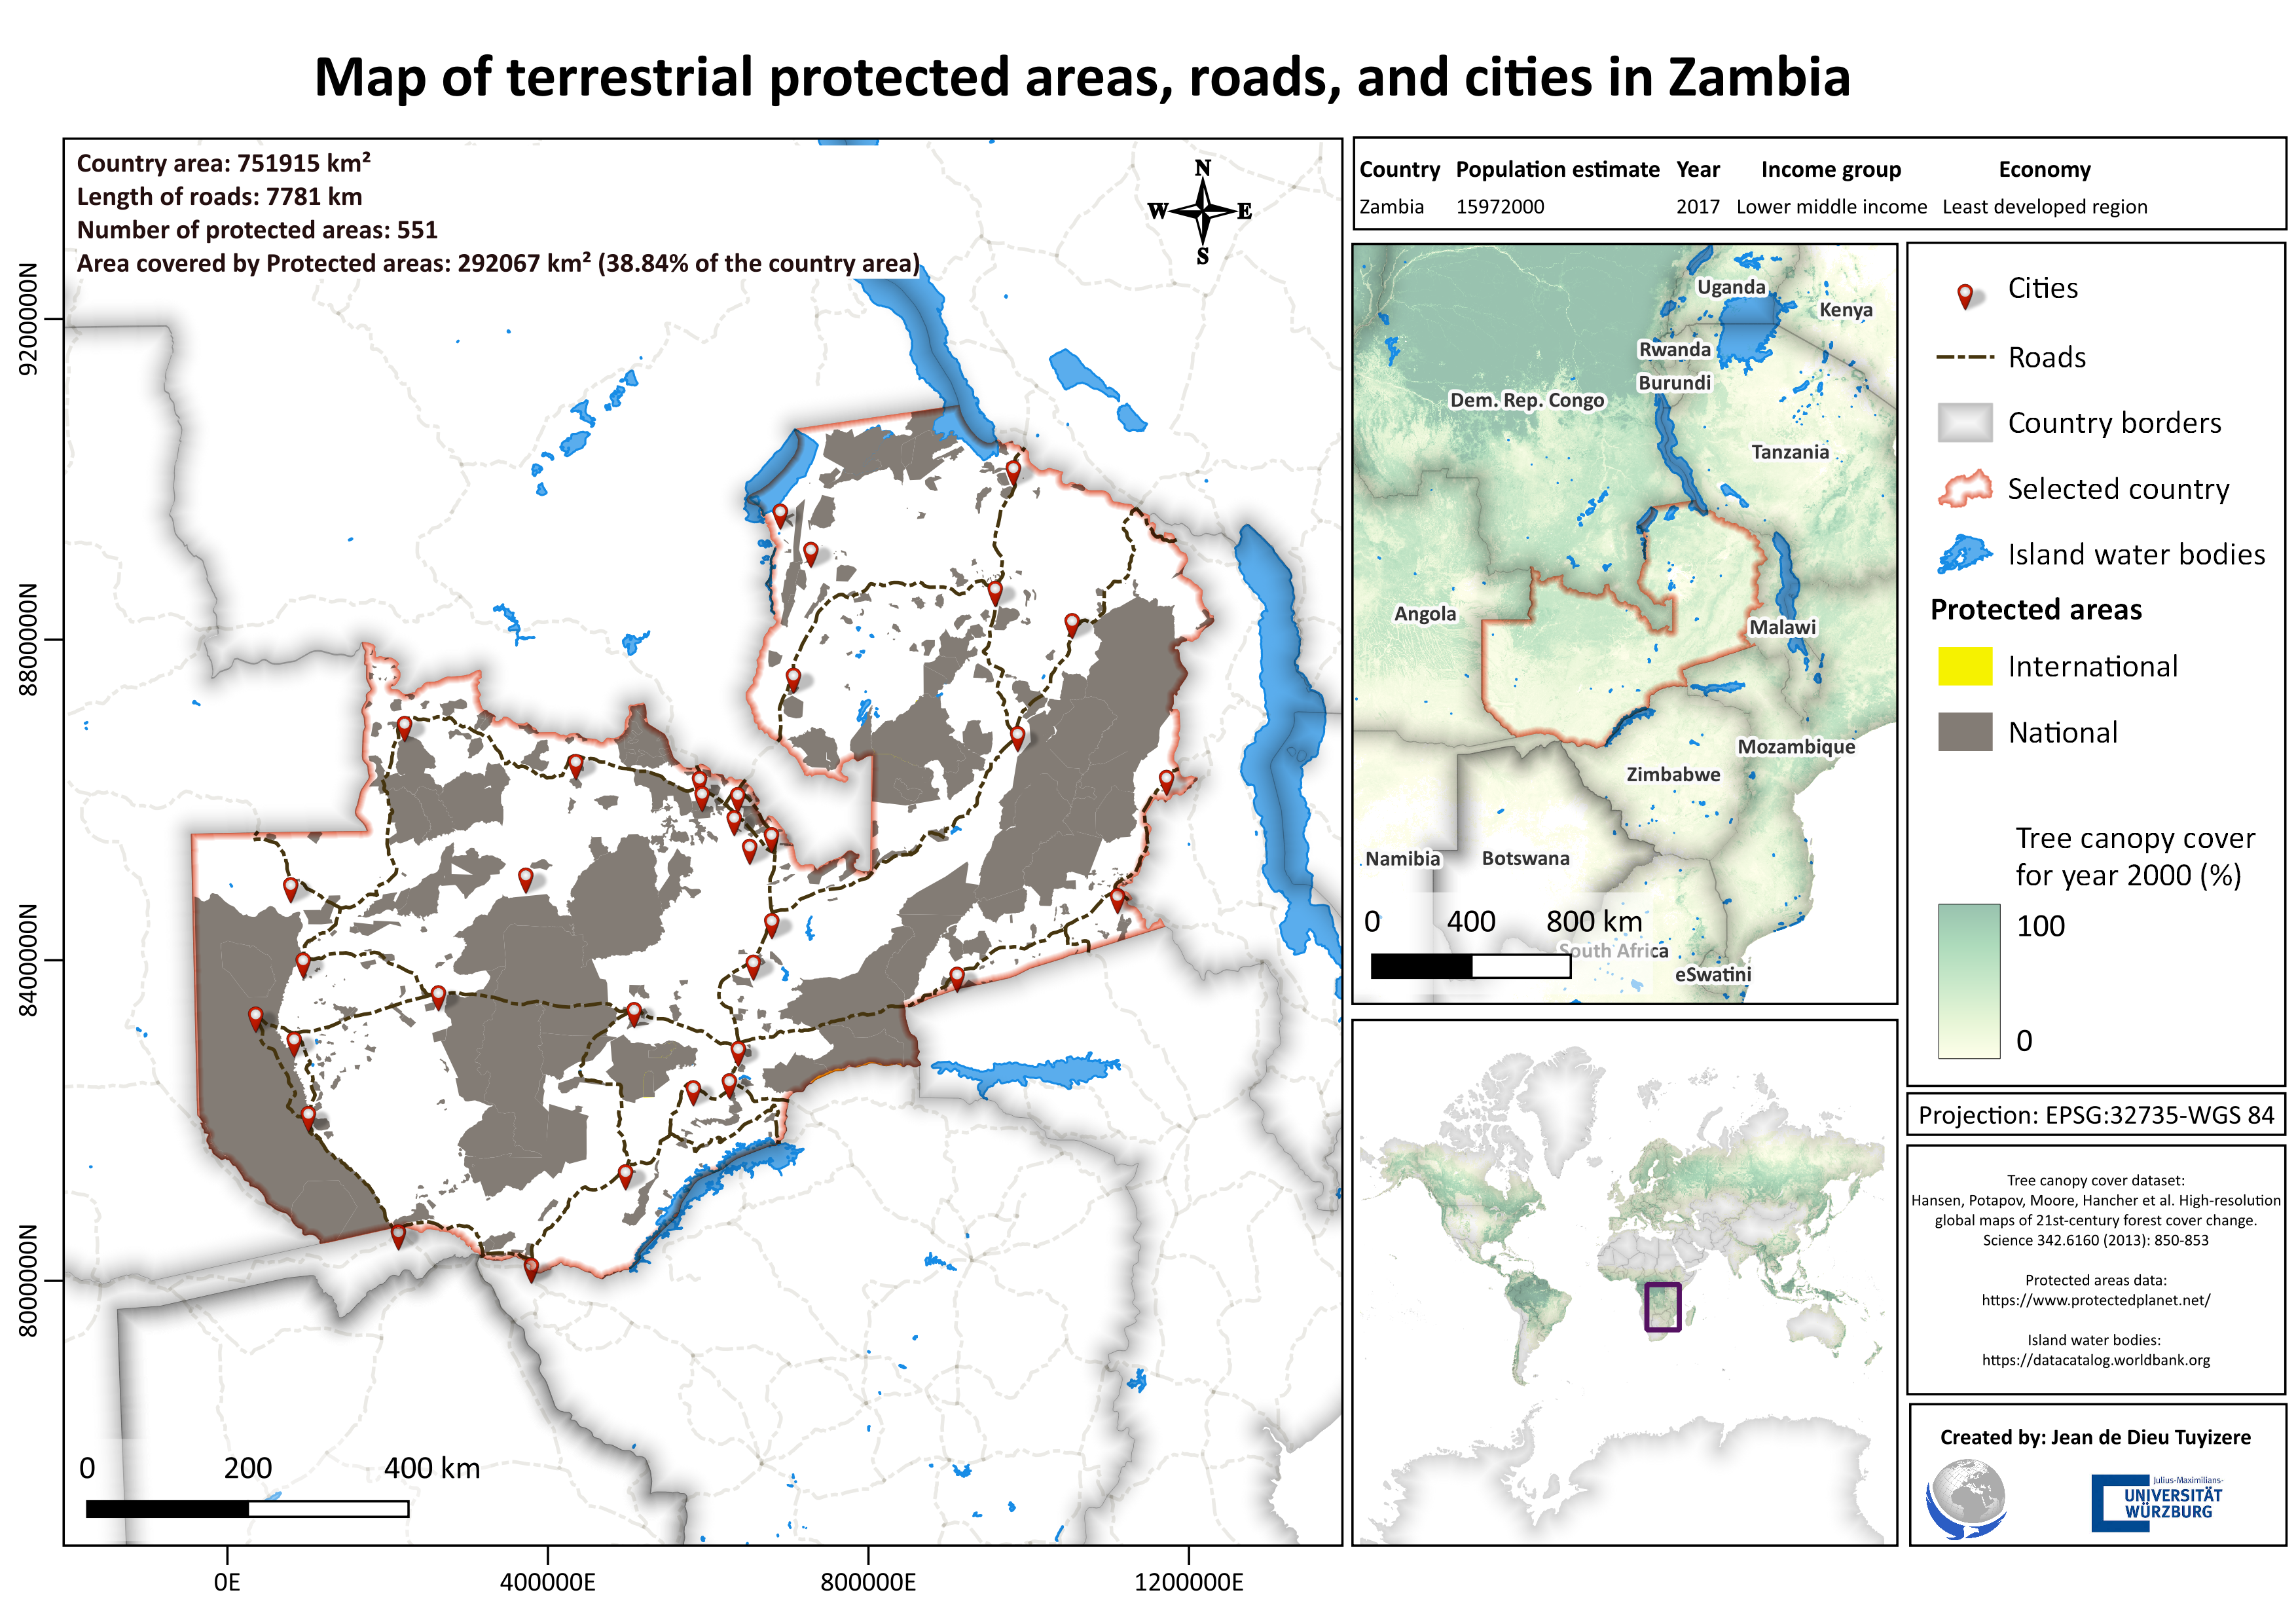 Map of terrestrial protected areas, roads, and cities in Zambia
Country area: 751915 km²
Length of roads: 7781 km
Number of protected areas: 551
Area covered by Protected areas: 292067 km² (38.84% of the country area)
N
W E
S
9200000N
8800000N
8400000N
8000000N
0 200 400 km
0E 400000E 800000E 1200000E
Country Population estimate Year Income group Economy
Zambia 15972000 2017 Lower middle income Least developed region
Uganda
Kenya
Rwanda
Burundi
Dem. Rep. Congo
Tanzania
Angola
Malawi
Mozambique
Zimbabwe
Namibia Botswana
0 400 800 km
South Africa
eSwatini
Cities
Roads
Country borders
Selected country
Island water bodies
Protected areas
International
National
Tree canopy cover
for year 2000 (%)
100
0
Projection: EPSG:32735-WGS 84
Tree canopy cover dataset:
Hansen, Potapov, Moore, Hancher et al. High-resolution
global maps of 21st-century forest cover change.
Science 342.6160 (2013): 850-853
Protected areas data:
https://www.protectedplanet.net/
Island water bodies:
https://datacatalog.worldbank.org
Created by: Jean de Dieu Tuyizere
Julius-Maximilians-
UNIVERSITÄT
WÜRZBURG